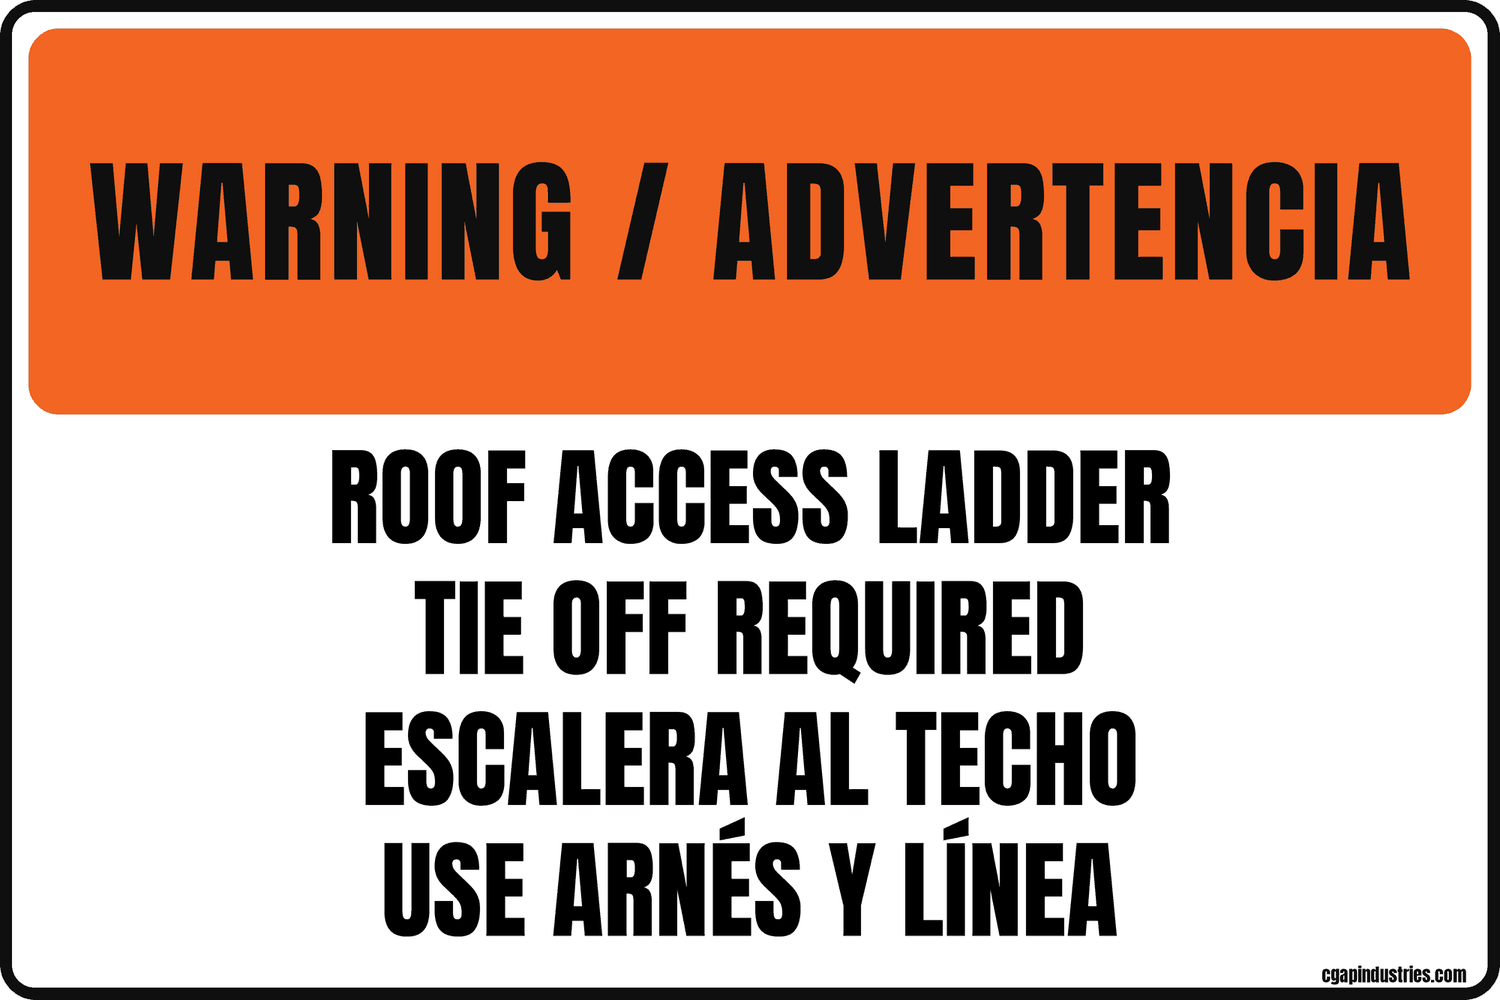 WARNING / ADVERTENCIA
ROOF ACCESS LADDER
TIE OFF REQUIRED
ESCALERA AL TECHO
USE ARNÉS Y LÍNEA
cgapindustries.com